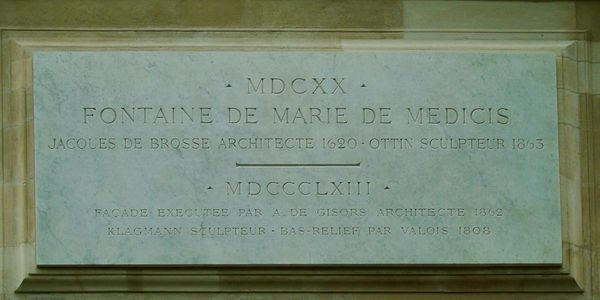 · MDCXX ·
FONTAINE DE MARIE DE MEDICIS
JACQUES DE BROSSE ARCHITECTE 1620 · OTTIN SCULPTEUR 1863
· MDCCCLXIII ·
FAÇADE EXECUTEE PAR A. DE GISORS ARCHITECTE 1862
KLAGMANN SCULPTEUR · BAS-RELIEF PAR VALOIS 1808